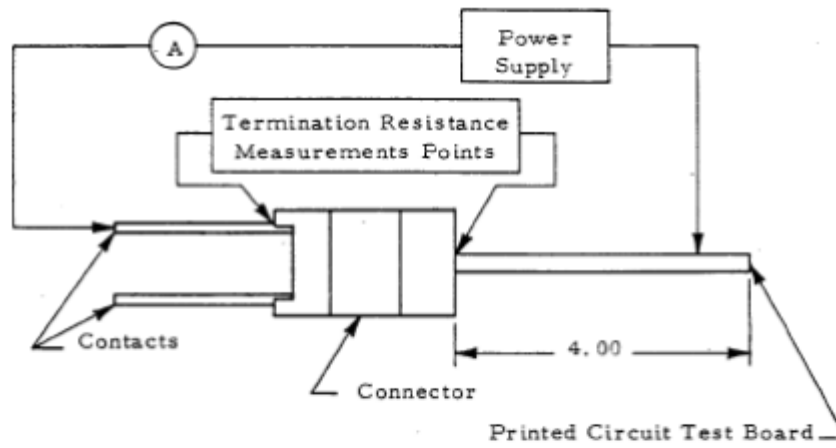 A
Power
Supply
Termination Resistance
Measurements Points
Contacts
4.00
Connector
Printed Circuit Test Board